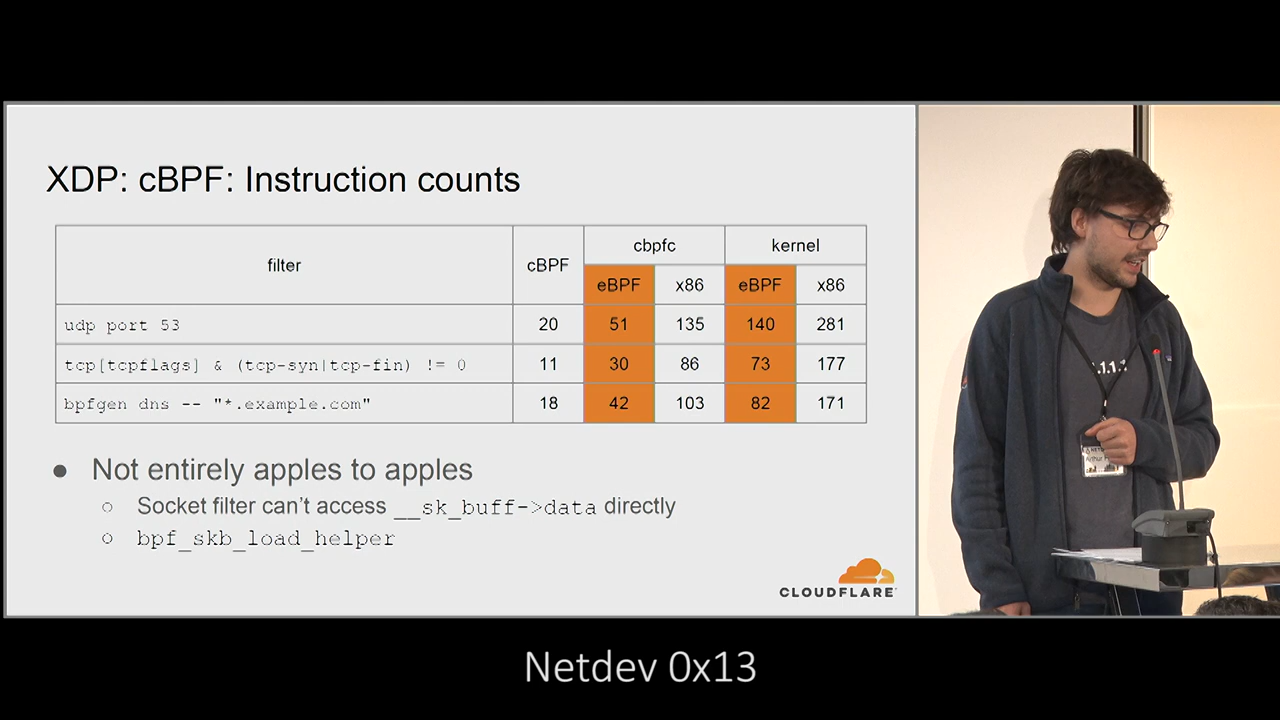 XDP: cBPF: Instruction counts
filter cBPF cbpfc kernel
eBPF x86 eBPF x86
udp port 53 20 51 135 140 281
tcp[tcpflags] & (tcp-syn|tcp-fin) != 0 11 30 86 73 177
bpfgen dns -- "*.example.com" 18 42 103 82 171
● Not entirely apples to apples
○ Socket filter can't access __sk_buff->data directly
○ bpf_skb_load_helper
CLOUDFLARE
Arthur
Netdev 0x13